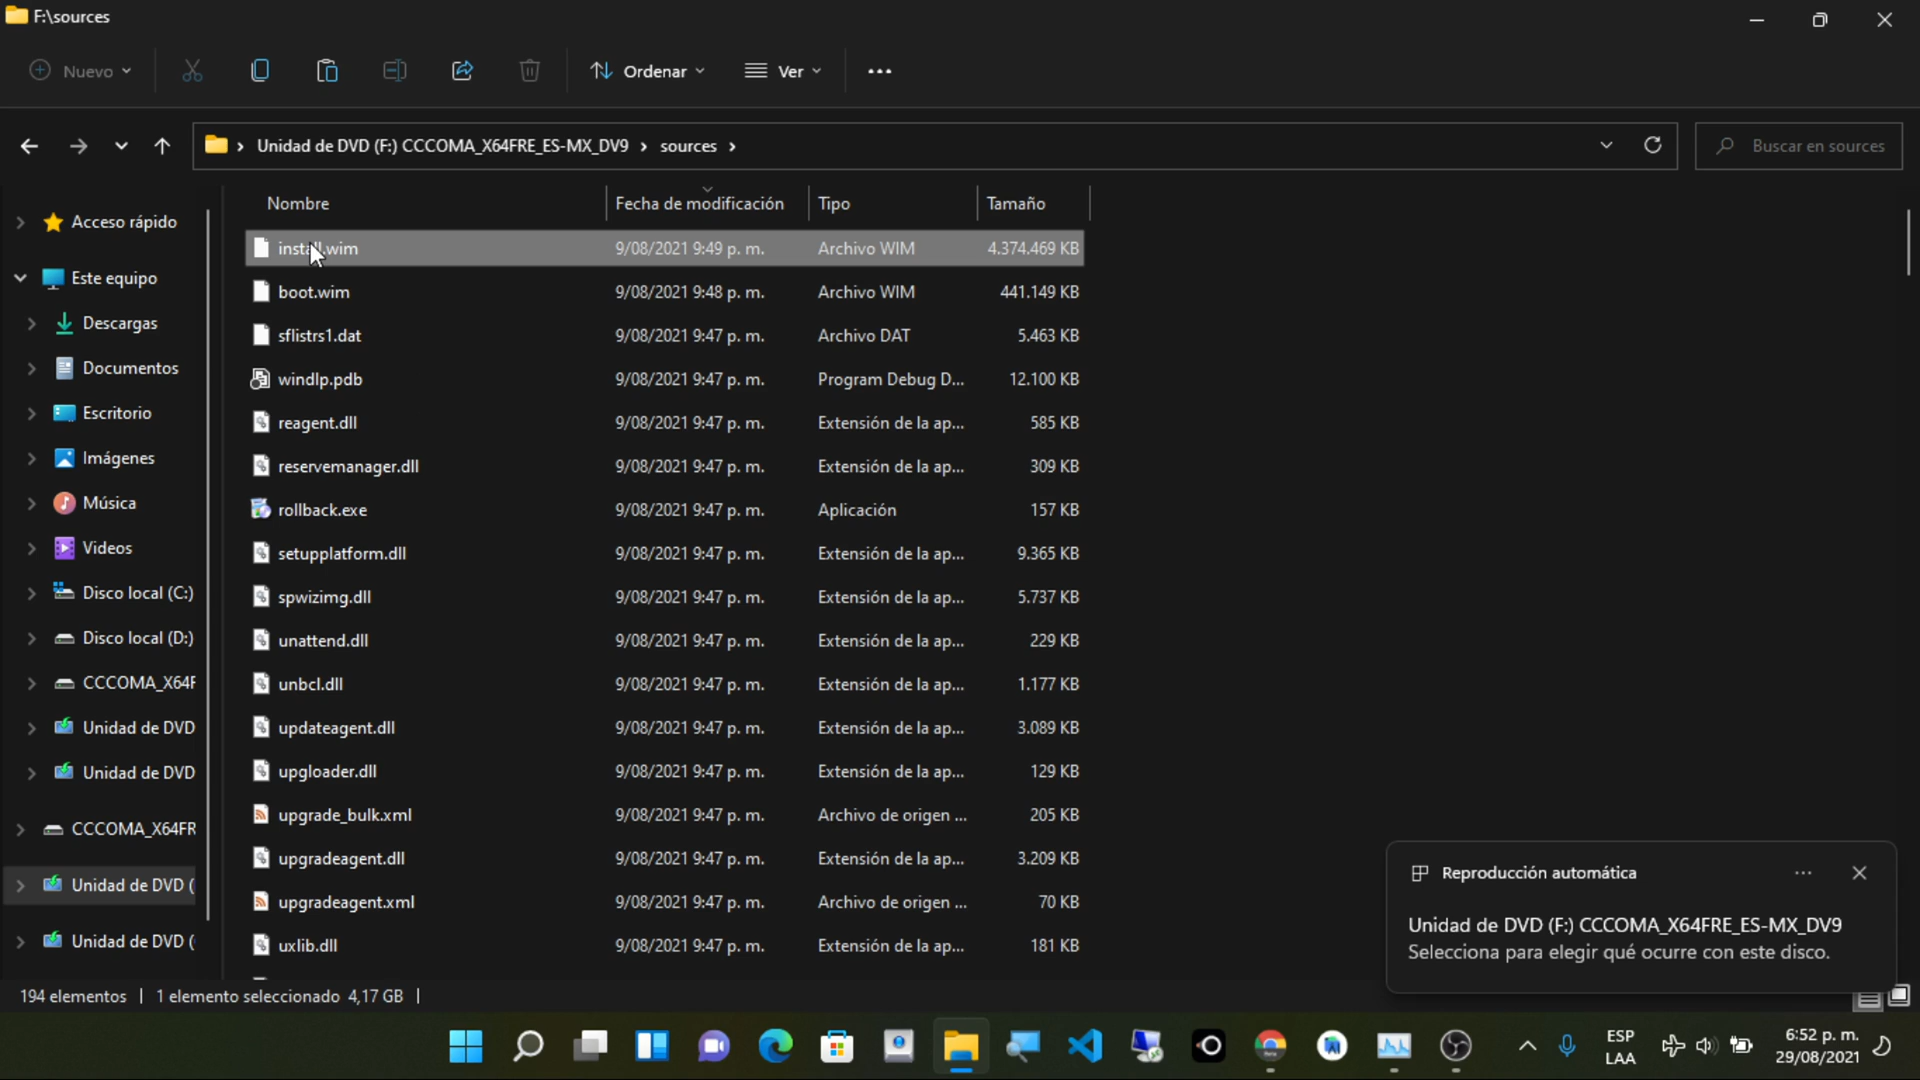 F:\sources
Nuevo
Ordenar
Ver
Unidad de DVD (F:) CCCOMA_X64FRE_ES-MX_DV9 > sources >
Buscar en sources
Nombre Fecha de modificación Tipo Tamaño
Acceso rápido
Este equipo
Descargas
Documentos
Escritorio
Imágenes
Música
Videos
Disco local (C:)
Disco local (D:)
CCCOMA_X64F
Unidad de DVD
Unidad de DVD
CCCOMA_X64FR
Unidad de DVD (
Unidad de DVD (
install.wim 9/08/2021 9:49 p. m. Archivo WIM 4.374.469 KB
boot.wim 9/08/2021 9:48 p. m. Archivo WIM 441.149 KB
sflistrs1.dat 9/08/2021 9:47 p. m. Archivo DAT 5.463 KB
windlp.pdb 9/08/2021 9:47 p. m. Program Debug D... 12.100 KB
reagent.dll 9/08/2021 9:47 p. m. Extensión de la ap... 585 KB
reservemanager.dll 9/08/2021 9:47 p. m. Extensión de la ap... 309 KB
rollback.exe 9/08/2021 9:47 p. m. Aplicación 157 KB
setupplatform.dll 9/08/2021 9:47 p. m. Extensión de la ap... 9.365 KB
spwizimg.dll 9/08/2021 9:47 p. m. Extensión de la ap... 5.737 KB
unattend.dll 9/08/2021 9:47 p. m. Extensión de la ap... 229 KB
unbcl.dll 9/08/2021 9:47 p. m. Extensión de la ap... 1.177 KB
updateagent.dll 9/08/2021 9:47 p. m. Extensión de la ap... 3.089 KB
upgloader.dll 9/08/2021 9:47 p. m. Extensión de la ap... 129 KB
upgrade_bulk.xml 9/08/2021 9:47 p. m. Archivo de origen ... 205 KB
upgradeagent.dll 9/08/2021 9:47 p. m. Extensión de la ap... 3.209 KB
upgradeagent.xml 9/08/2021 9:47 p. m. Archivo de origen ... 70 KB
uxlib.dll 9/08/2021 9:47 p. m. Extensión de la ap... 181 KB
Reproducción automática
Unidad de DVD (F:) CCCOMA_X64FRE_ES-MX_DV9
Selecciona para elegir qué ocurre con este disco.
194 elementos | 1 elemento seleccionado 4,17 GB |
ESP
LAA
6:52 p. m.
29/08/2021